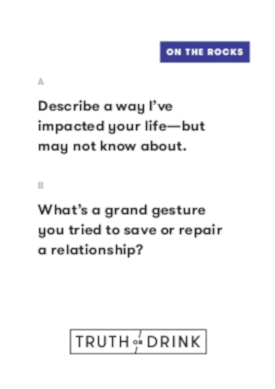 ON THE ROCKS
A
Describe a way I've
impacted your life—but
may not know about.
B
What's a grand gesture
you tried to save or repair
a relationship?
TRUTH OR DRINK